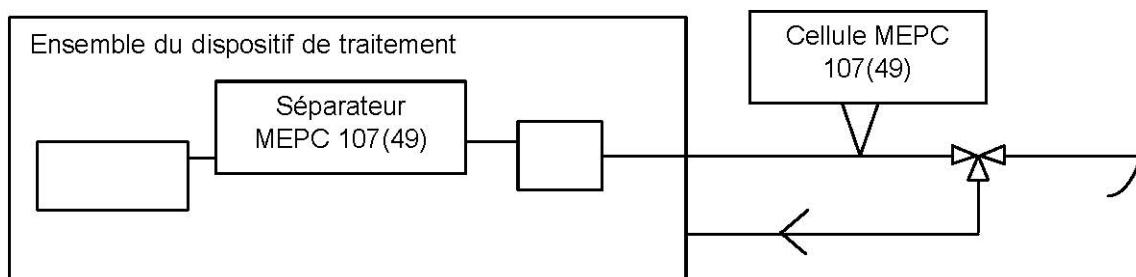 Ensemble du dispositif de traitement
Cellule MEPC
107(49)
Séparateur
MEPC 107(49)